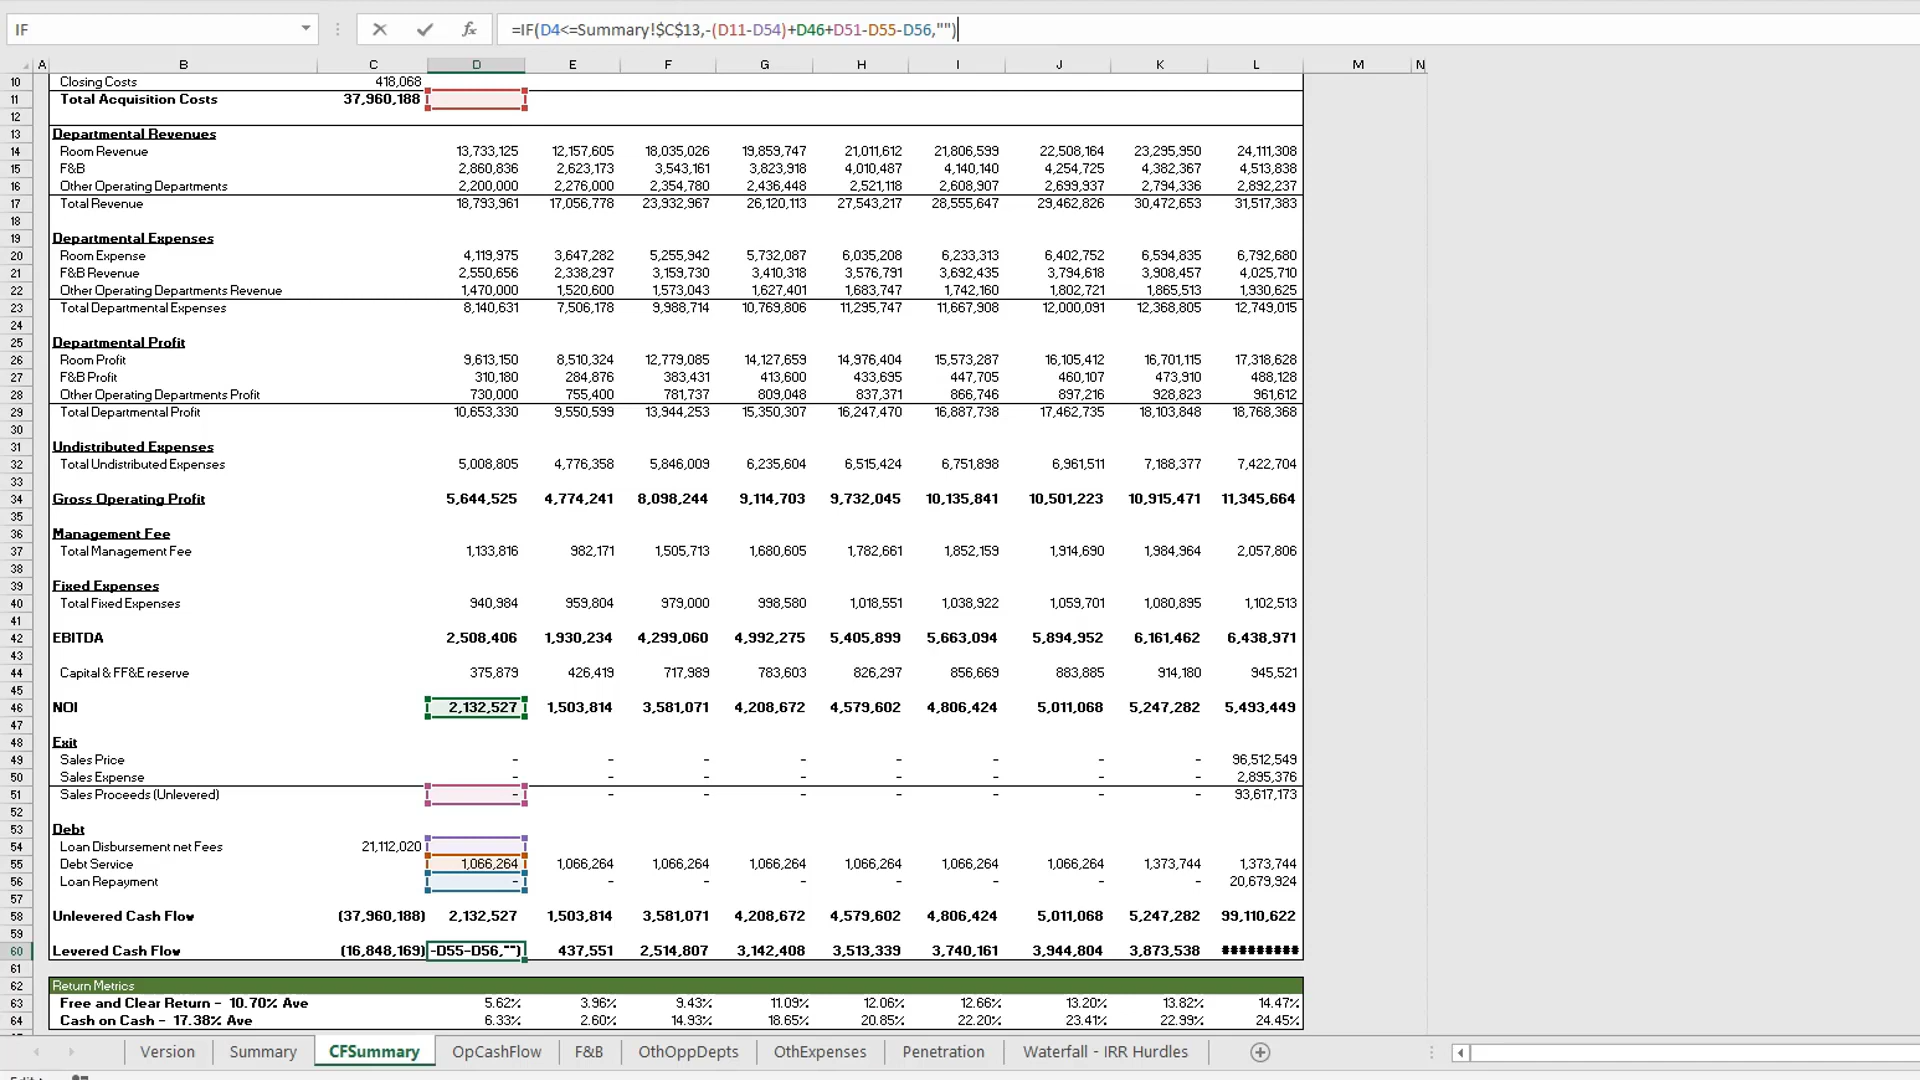 IF =IF(D4<=Summary!$C$13,-(D11-D54)+D46+D51-D55-D56,"")
A B C D E F G H I J K L M N
10 Closing Costs 418,068
11 Total Acquisition Costs 37,960,188
12
13 Departmental Revenues
14 Room Revenue 13,733,125 12,157,605 18,035,026 19,859,747 21,011,612 21,806,599 22,508,164 23,295,950 24,111,308
15 F&B 2,860,836 2,623,173 3,543,161 3,823,918 4,010,487 4,140,140 4,254,725 4,382,367 4,513,838
16 Other Operating Departments 2,200,000 2,276,000 2,354,780 2,436,448 2,521,118 2,608,907 2,699,937 2,794,336 2,892,237
17 Total Revenue 18,793,961 17,056,778 23,932,967 26,120,113 27,543,217 28,555,647 29,462,826 30,472,653 31,517,383
18
19 Departmental Expenses
20 Room Expense 4,119,975 3,647,282 5,255,942 5,732,087 6,035,208 6,233,313 6,402,752 6,594,835 6,792,680
21 F&B Revenue 2,550,656 2,338,297 3,159,730 3,410,318 3,576,791 3,692,435 3,794,618 3,908,457 4,025,710
22 Other Operating Departments Revenue 1,470,000 1,520,600 1,573,043 1,627,401 1,683,747 1,742,160 1,802,721 1,865,513 1,930,625
23 Total Departmental Expenses 8,140,631 7,506,178 9,988,714 10,769,806 11,295,747 11,667,908 12,000,091 12,368,805 12,749,015
24
25 Departmental Profit
26 Room Profit 9,613,150 8,510,324 12,779,085 14,127,659 14,976,404 15,573,287 16,105,412 16,701,115 17,318,628
27 F&B Profit 310,180 284,876 383,431 413,600 433,695 447,705 460,107 473,910 488,128
28 Other Operating Departments Profit 730,000 755,400 781,737 809,048 837,371 866,746 897,216 928,823 961,612
29 Total Departmental Profit 10,653,330 9,550,599 13,944,253 15,350,307 16,247,470 16,887,738 17,462,735 18,103,848 18,768,368
30
31 Undistributed Expenses
32 Total Undistributed Expenses 5,008,805 4,776,358 5,846,009 6,235,604 6,515,424 6,751,898 6,961,511 7,188,377 7,422,704
33
34 Gross Operating Profit 5,644,525 4,774,241 8,098,244 9,114,703 9,732,045 10,135,841 10,501,223 10,915,471 11,345,664
35
36 Management Fee
37 Total Management Fee 1,133,816 982,171 1,505,713 1,680,605 1,782,661 1,852,159 1,914,690 1,984,964 2,057,806
38
39 Fixed Expenses
40 Total Fixed Expenses 940,984 959,804 979,000 998,580 1,018,551 1,038,922 1,059,701 1,080,895 1,102,513
41
42 EBITDA 2,508,406 1,930,234 4,299,060 4,992,275 5,405,899 5,663,094 5,894,952 6,161,462 6,438,971
43
44 Capital & FF&E reserve 375,879 426,419 717,989 783,603 826,297 856,669 883,885 914,180 945,521
45
46 NOI 2,132,527 1,503,814 3,581,071 4,208,672 4,579,602 4,806,424 5,011,068 5,247,282 5,493,449
47
48 Exit
49 Sales Price - - - - - - - - 96,512,549
50 Sales Expense - - - - - - - - 2,895,376
51 Sales Proceeds (Unlevered) - - - - - - - - 93,617,173
52
53 Debt
54 Loan Disbursement net Fees 21,112,020
55 Debt Service 1,066,264 1,066,264 1,066,264 1,066,264 1,066,264 1,066,264 1,066,264 1,373,744 1,373,744
56 Loan Repayment - - - - - - - - 20,679,924
57
58 Unlevered Cash Flow (37,960,188) 2,132,527 1,503,814 3,581,071 4,208,672 4,579,602 4,806,424 5,011,068 5,247,282 99,110,622
59
60 Levered Cash Flow (16,848,169) -D55-D56,"") 437,551 2,514,807 3,142,408 3,513,339 3,740,161 3,944,804 3,873,538 #########
61
62 Return Metrics
63 Free and Clear Return - 10.70% Ave 5.62% 3.96% 9.43% 11.09% 12.06% 12.66% 13.20% 13.82% 14.47%
64 Cash on Cash - 17.38% Ave 6.33% 2.60% 14.93% 18.65% 20.85% 22.20% 23.41% 22.99% 24.45%
Version Summary CFSummary OpCashFlow F&B OthOppDepts OthExpenses Penetration Waterfall - IRR Hurdles